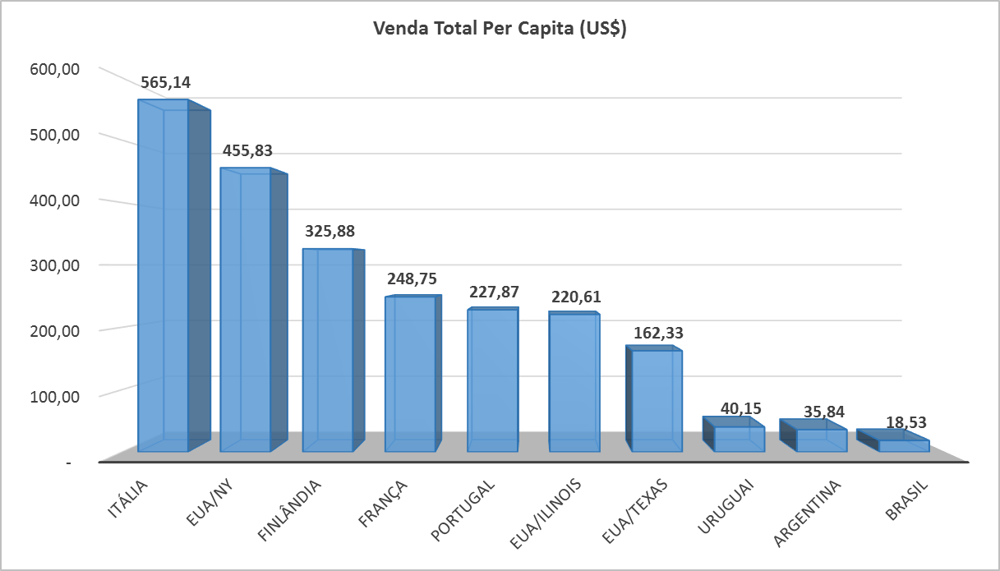 Venda Total Per Capita (US$)
600,00
500,00
400,00
300,00
200,00
100,00
-
565,14
455,83
325,88
248,75
227,87
220,61
162,33
40,15
35,84
18,53
ITÁLIA
EUA/NY
FINLÂNDIA
FRANÇA
PORTUGAL
EUA/ILINOIS
EUA/TEXAS
URUGUAI
ARGENTINA
BRASIL